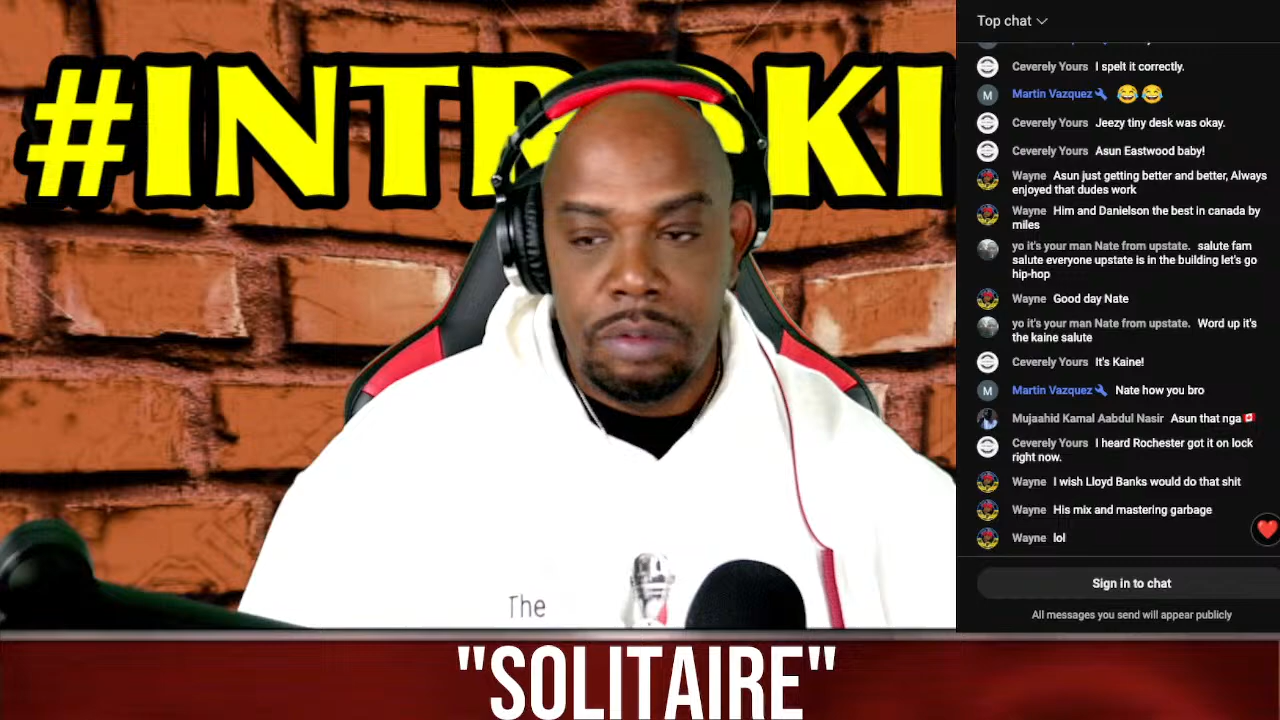 #INTR KI
The
"SOLITAIRE"
Top chat
Ceverely Yours I spelt it correctly.
M Martin Vazquez 😂😂
Ceverely Yours Jeezy tiny desk was okay.
Ceverely Yours Asun Eastwood baby!
Wayne Asun just getting better and better, Always
enjoyed that dudes work
Wayne Him and Danielson the best in canada by
miles
yo it's your man Nate from upstate. salute fam
salute everyone upstate is in the building let's go
hip-hop
Wayne Good day Nate
yo it's your man Nate from upstate. Word up it's
the kaine salute
Ceverely Yours It's Kaine!
M Martin Vazquez Nate how you bro
Mujaahid Kamal Aabdul Nasir Asun that nga🇨🇦
Ceverely Yours I heard Rochester got it on lock
right now.
Wayne I wish Lloyd Banks would do that shit
Wayne His mix and mastering garbage
Wayne lol
Sign in to chat
All messages you send will appear publicly